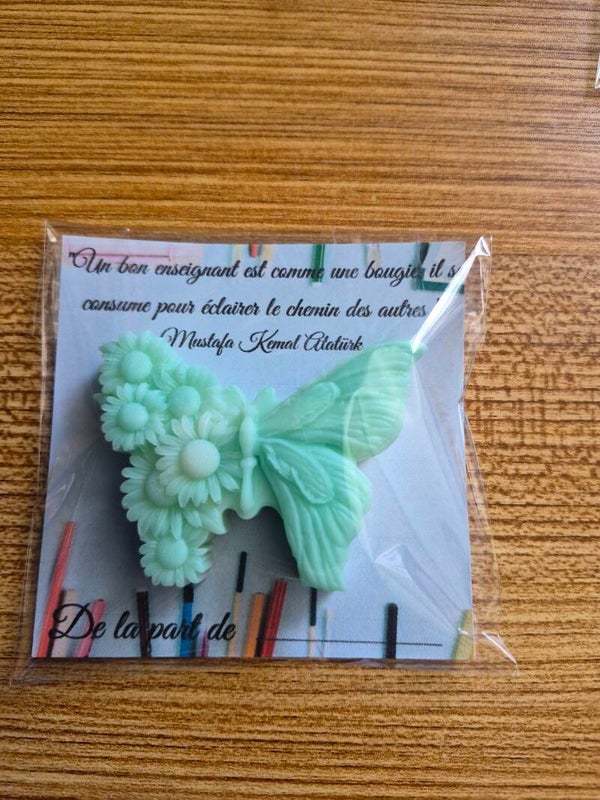 "Un bon enseignant est comme une bougie, il s
consume pour éclairer le chemin des autres
Mustafa Kemal Atatürk
De la part de